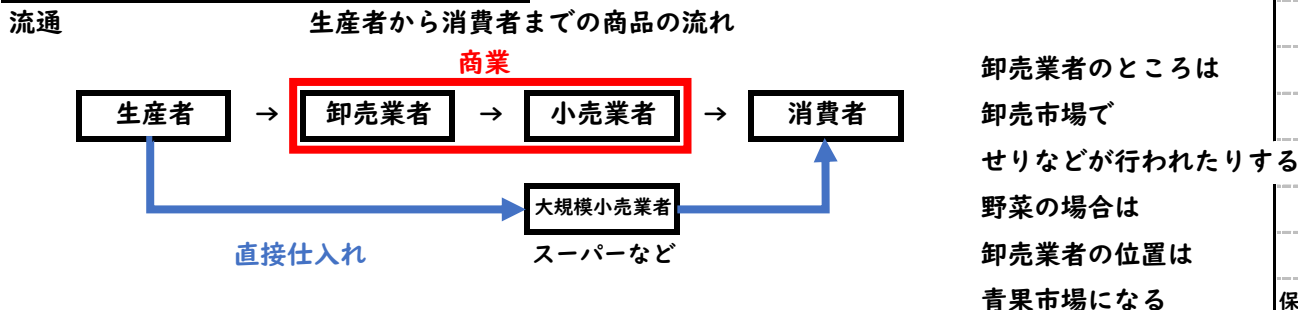 流通 生産者から消費者までの商品の流れ
商業
生産者 → 卸売業者 → 小売業者 → 消費者
大規模小売業者
直接仕入れ スーパーなど
卸売業者のところは
卸売市場で
せりなどが行われたりする
野菜の場合は
卸売業者の位置は
青果市場になる
保